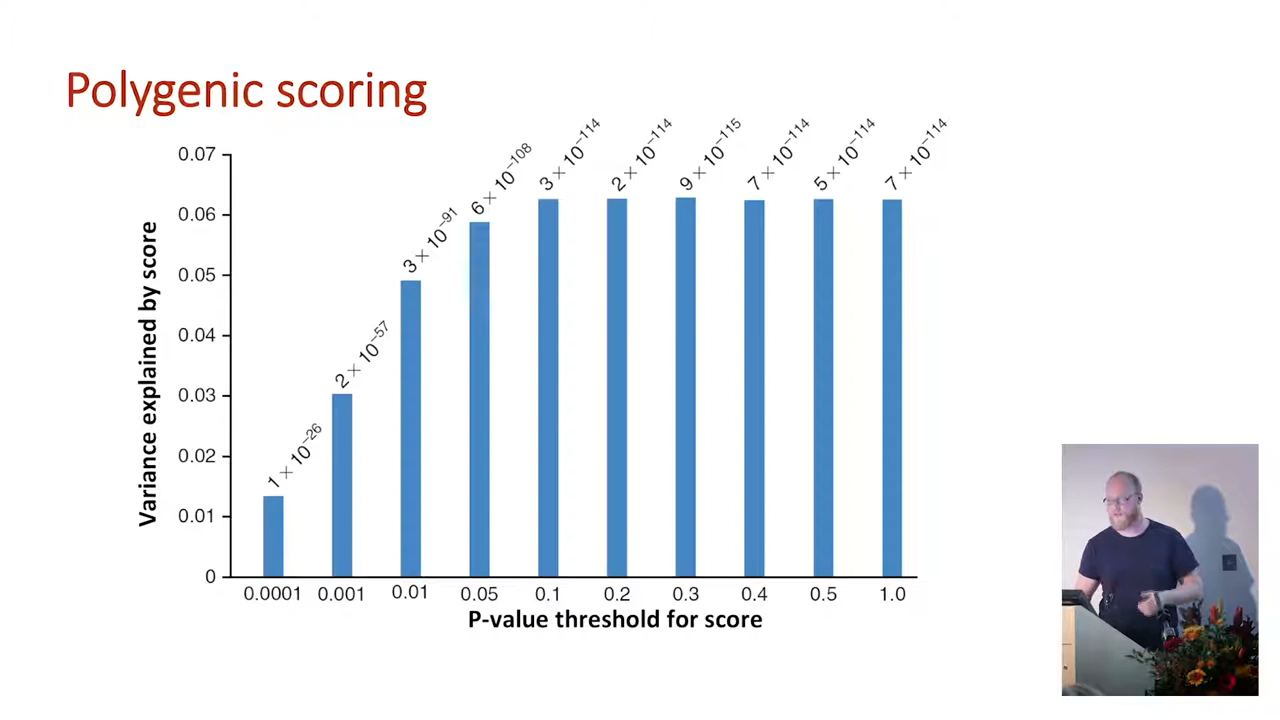 Polygenic scoring
Variance explained by score
0.07
0.06
0.05
0.04
0.03
0.02
0.01
0
1 × 10⁻²⁶
2 × 10⁻⁵⁷
3 × 10⁻⁹¹
6 × 10⁻¹⁰⁸
3 × 10⁻¹¹⁴
2 × 10⁻¹¹⁴
9 × 10⁻¹¹⁵
7 × 10⁻¹¹⁴
5 × 10⁻¹¹⁴
7 × 10⁻¹¹⁴
0.0001 0.001 0.01 0.05 0.1 0.2 0.3 0.4 0.5 1.0
P-value threshold for score